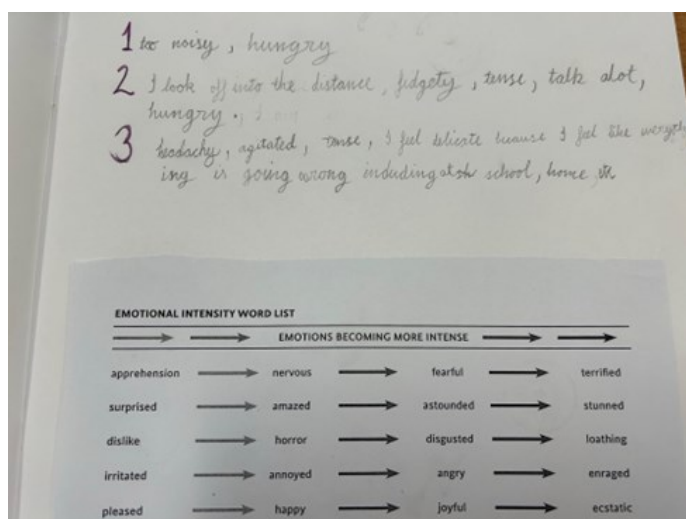 1 too noisy, hungry
2 I look off into the distance, fidgety, tense, talk alot,
hungry.
3 headachy, agitated, tense, I feel delicate because I feel like everyth
ing is going wrong including at school, home
EMOTIONAL INTENSITY WORD LIST
EMOTIONS BECOMING MORE INTENSE
apprehension nervous fearful terrified
surprised amazed astounded stunned
dislike horror disgusted loathing
irritated annoyed angry enraged
pleased happy joyful ecstatic